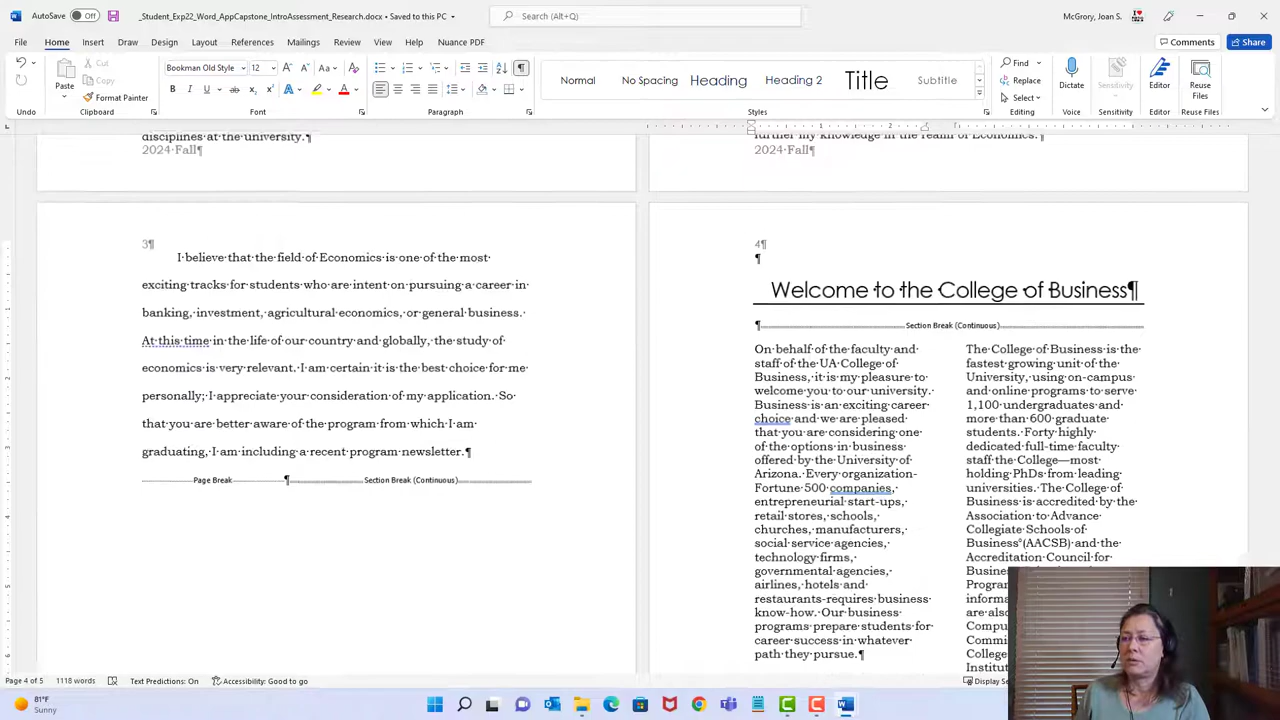 AutoSave Off _Student_Exp22_Word_AppCapstone_IntroAssessment_Research.docx • Saved to this PC Search (Alt+Q) McGrory, Joan S.
File Home Insert Draw Design Layout References Mailings Review View Help Nuance PDF Comments Share
Paste Cut Copy Format Painter
Bookman Old Style 12
Normal No Spacing Heading Heading 2 Title Subtitle
Find Replace Select Dictate Sensitivity Editor Reuse Files
Undo Clipboard Font Paragraph Styles Editing Voice Sensitivity Editor Reuse Files
disciplines·at·the·university.¶
2024·Fall¶
further·my·knowledge·in·the·realm·of·Economics.¶
2024·Fall¶
3¶
I·believe·that·the·field·of·Economics·is·one·of·the·most·
exciting·tracks·for·students·who·are·intent·on·pursuing·a·career·in·
banking,·investment,·agricultural·economics,·or·general·business.·
At·this·time·in·the·life·of·our·country·and·globally,·the·study·of·
economics·is·very·relevant.·I·am·certain·it·is·the·best·choice·for·me·
personally;·I·appreciate·your·consideration·of·my·application.·So·
that·you·are·better·aware·of·the·program·from·which·I·am·
graduating,·I·am·including·a·recent·program·newsletter.¶
Page Break ¶ Section Break (Continuous)
4¶
¶
Welcome·to·the·College·of·Business¶
¶ Section Break (Continuous)
On·behalf·of·the·faculty·and·
staff·of·the·UA·College·of·
Business,·it·is·my·pleasure·to·
welcome·you·to·our·university.·
Business·is·an·exciting·career·
choice·and·we·are·pleased·
that·you·are·considering·one·
of·the·options·in·business·
offered·by·the·University·of·
Arizona.·Every·organization-
Fortune·500·companies,·
entrepreneurial·start-ups,·
retail·stores,·schools,·
churches,·manufacturers,·
social·service·agencies,·
technology·firms,·
governmental·agencies,·
airlines,·hotels·and·
restaurants-requires·business·
know-how.·Our·business·
programs·prepare·students·for·
career·success·in·whatever·
path·they·pursue.¶
The·College·of·Business·is·the·
fastest·growing·unit·of·the·
University,·using·on-campus·
and·online·programs·to·serve·
1,100·undergraduates·and·
more·than·600·graduate·
students.·Forty·highly·
dedicated·full-time·faculty·
staff·the·College—most·
holding·PhDs·from·leading·
universities.·The·College·of·
Business·is·accredited·by·the·
Association·to·Advance·
Collegiate·Schools·of·
Business°(AACSB)·and·the·
Accreditation·Council·for·
Page 4 of 5 1118 words Text Predictions: On Accessibility: Good to go
81°F
Sunny